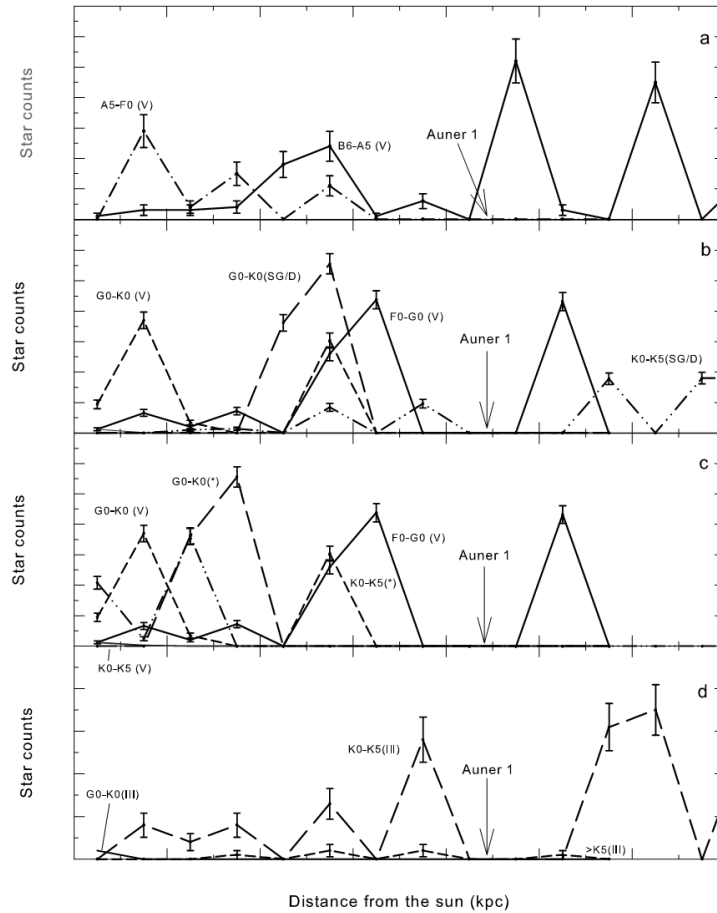 a
A5-F0 (V)
B6-A5 (V)
Auner 1
Star counts
b
G0-K0(SG/D)
G0-K0 (V)
F0-G0 (V)
Auner 1
K0-K5(SG/D)
Star counts
c
G0-K0(*)
G0-K0 (V)
F0-G0 (V)
Auner 1
K0-K5(*)
Star counts
K0-K5 (V)
d
K0-K5(III)
Auner 1
G0-K0(III)
>K5(III)
Star counts
Distance from the sun (kpc)